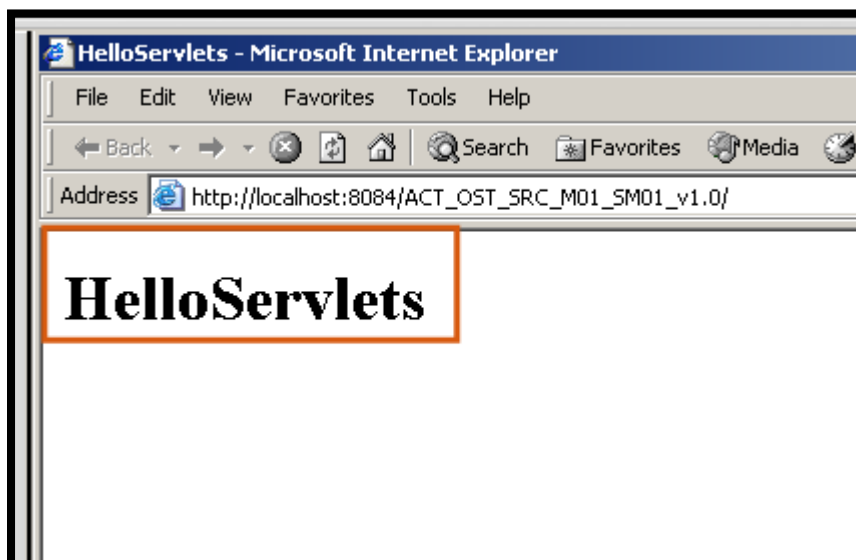 HelloServlets - Microsoft Internet Explorer
File Edit View Favorites Tools Help
Back Search Favorites Media
Address http://localhost:8084/ACT_OST_SRC_M01_SM01_v1.0/
HelloServlets